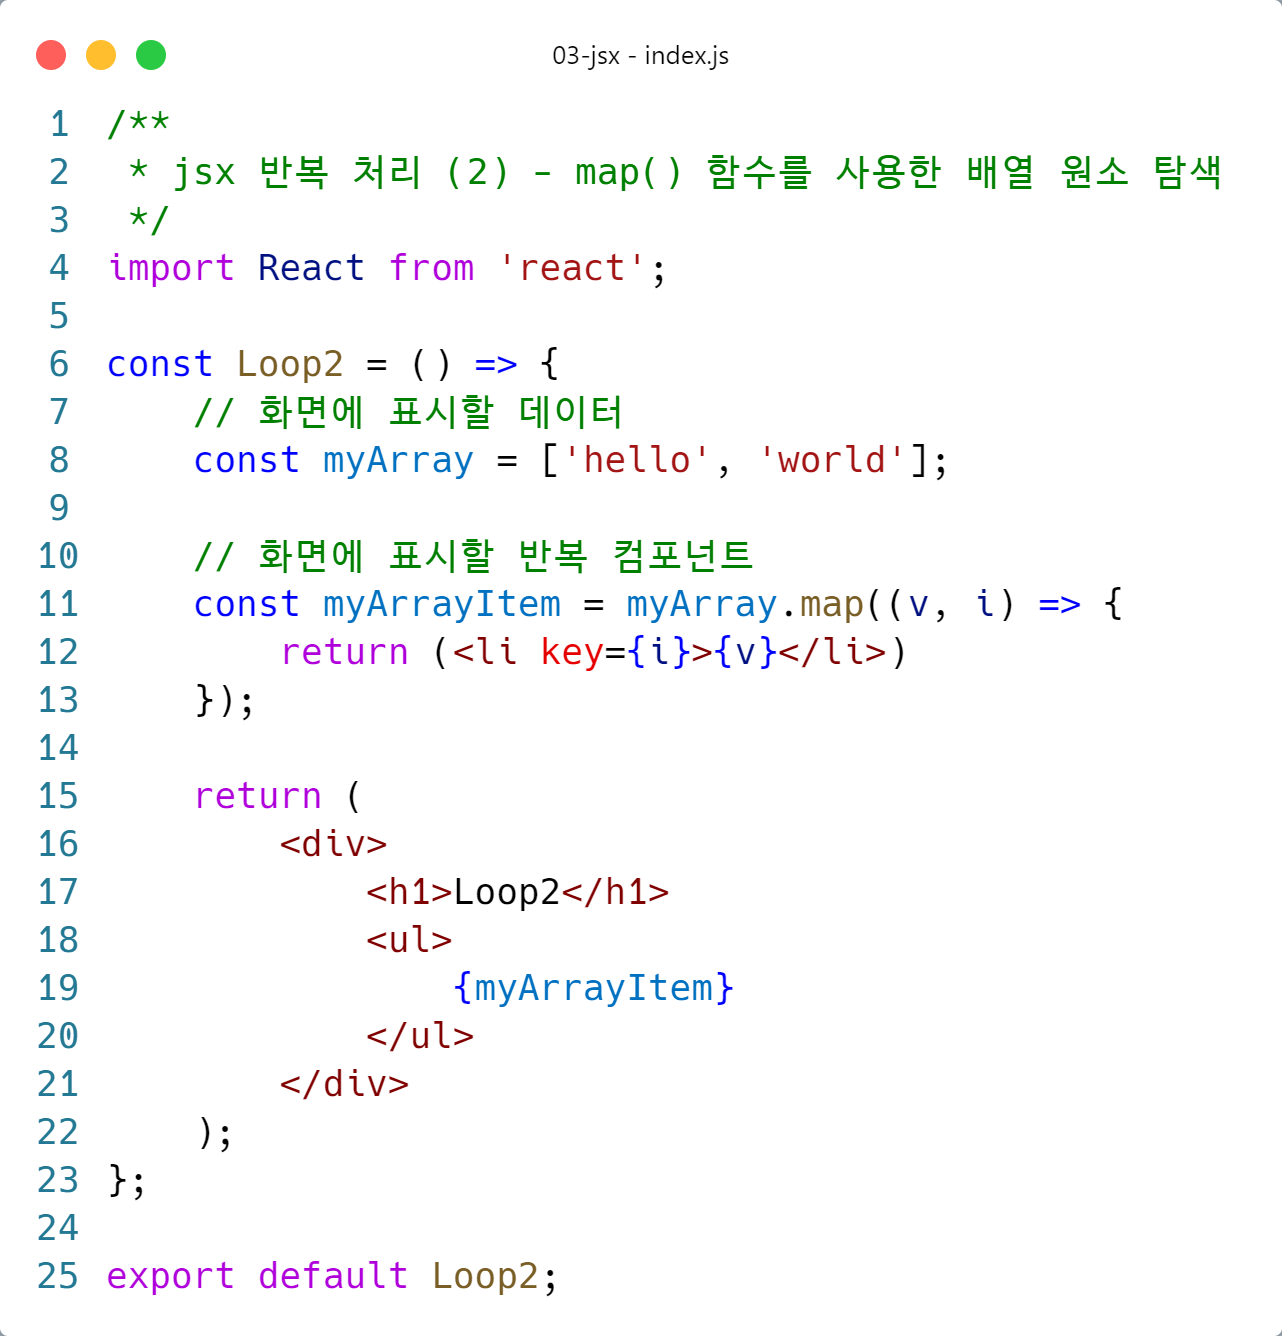 03-jsx - index.js
1 /**
2  * jsx 반복 처리 (2) - map() 함수를 사용한 배열 원소 탐색
3  */
4 import React from 'react';
5
6 const Loop2 = () => {
7     // 화면에 표시할 데이터
8     const myArray = ['hello', 'world'];
9
10     // 화면에 표시할 반복 컴포넌트
11     const myArrayItem = myArray.map((v, i) => {
12         return (<li key={i}>{v}</li>)
13     });
14
15     return (
16         <div>
17             <h1>Loop2</h1>
18             <ul>
19                 {myArrayItem}
20             </ul>
21         </div>
22     );
23 };
24
25 export default Loop2;